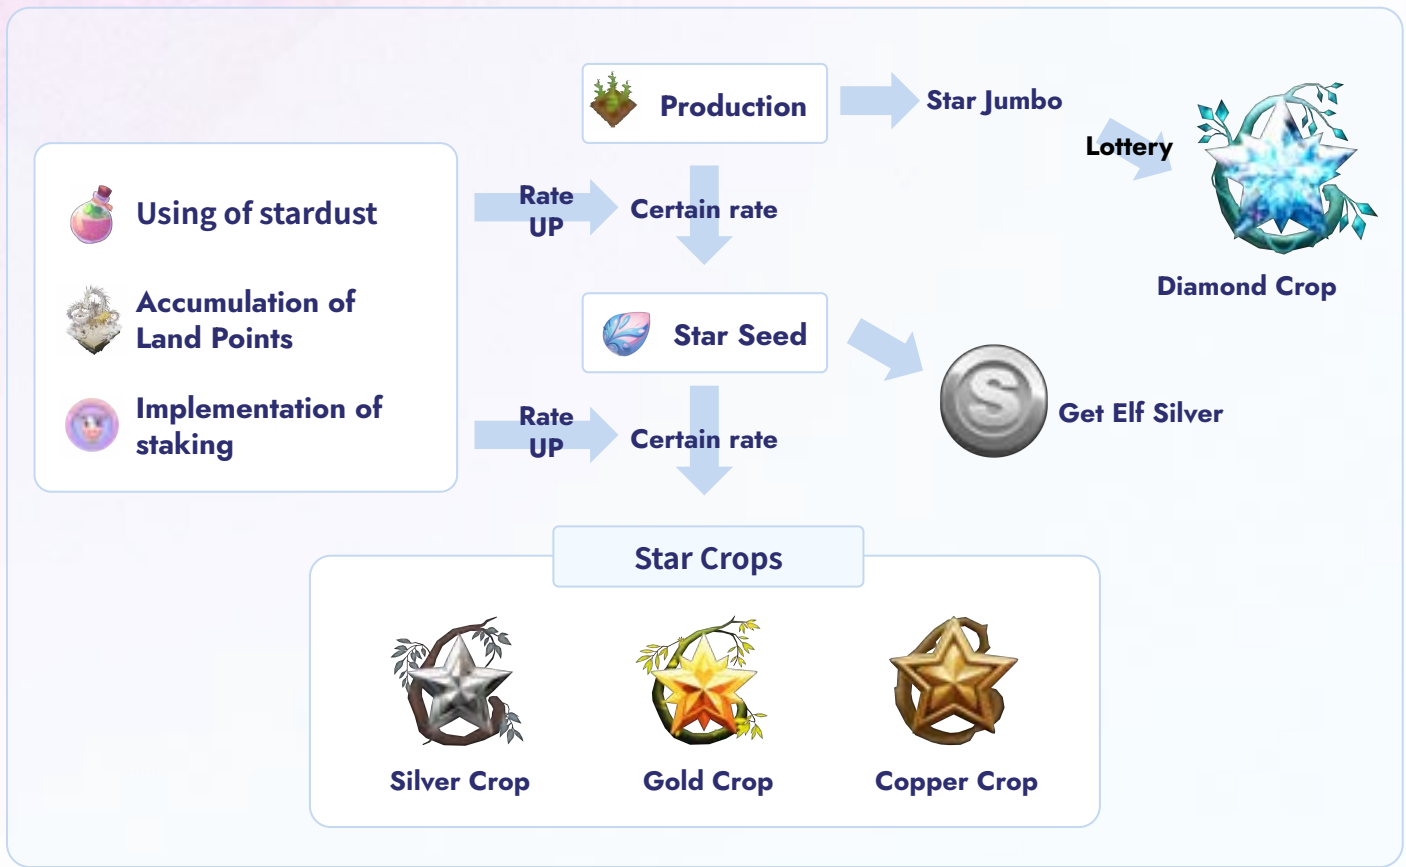 Production
Star Jumbo
Lottery
Diamond Crop
Using of stardust
Accumulation of
Land Points
Implementation of
staking
Rate
UP
Certain rate
Star Seed
Get Elf Silver
S
Rate
UP
Certain rate
Star Crops
Silver Crop
Gold Crop
Copper Crop